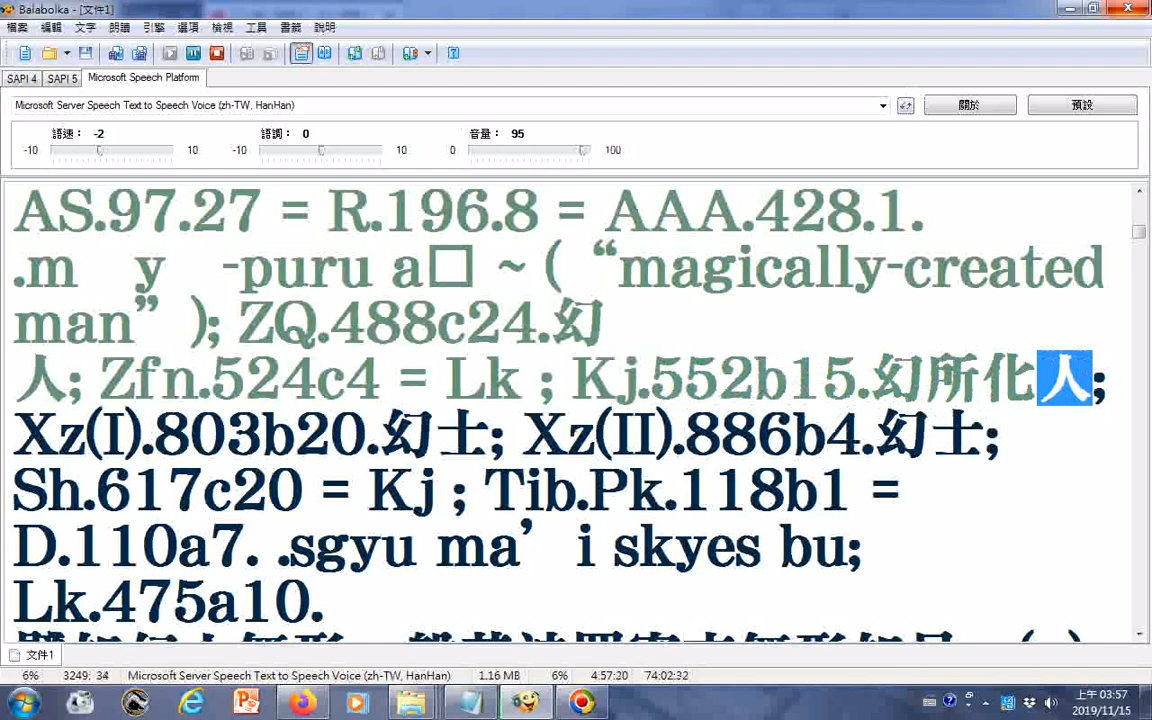 Balabolka - [文件1]
檔案 編輯 文字 朗讀 引擎 選項 檢視 工具 書籤 說明
SAPI 4 SAPI 5 Microsoft Speech Platform
Microsoft Server Speech Text to Speech Voice (zh-TW, HanHan) 關於 預設
語速： -2 語調： 0 音量： 95
-10 10 -10 10 0 100
AS.97.27 = R.196.8 = AAA.428.1.
.m y -puru a□ ~ ( “magically-created
man” ); ZQ.488c24.幻
人; Zfn.524c4 = Lk ; Kj.552b15.幻所化人;
Xz(I).803b20.幻士; Xz(II).886b4.幻士;
Sh.617c20 = Kj ; Tib.Pk.118b1 =
D.110a7. .sgyu ma’ i skyes bu;
Lk.475a10.
文件1
6% 3249: 34 Microsoft Server Speech Text to Speech Voice (zh-TW, HanHan) 1.16 MB 6% 4:57:20 74:02:32
上午 03:57
2019/11/15